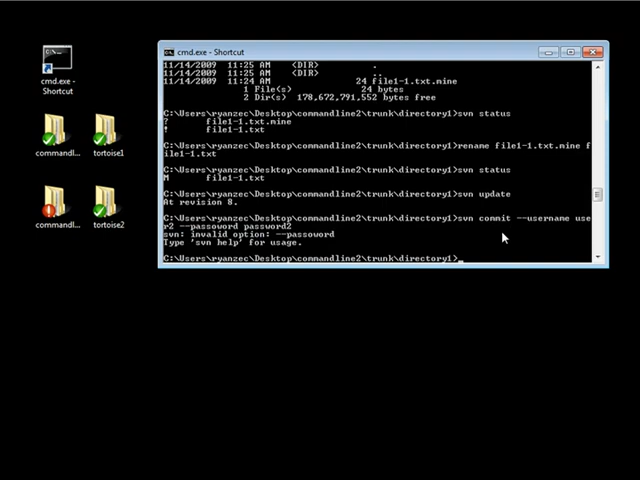 cmd.exe -
Shortcut
commandl...
tortoise1
commandl...
tortoise2
cmd.exe - Shortcut
11/14/2009  11:25 AM    <DIR>          .
11/14/2009  11:25 AM    <DIR>          ..
11/14/2009  11:24 AM                24 file1-1.txt.mine
1 File(s)             24 bytes
2 Dir(s)  178,672,791,552 bytes free
C:\Users\ryanzec\Desktop\commandline2\trunk\directory1>svn status
?       file1-1.txt.mine
!       file1-1.txt
C:\Users\ryanzec\Desktop\commandline2\trunk\directory1>rename file1-1.txt.mine f
ile1-1.txt
C:\Users\ryanzec\Desktop\commandline2\trunk\directory1>svn status
M       file1-1.txt
C:\Users\ryanzec\Desktop\commandline2\trunk\directory1>svn update
At revision 8.
C:\Users\ryanzec\Desktop\commandline2\trunk\directory1>svn commit --username use
r2 --passoword password2
svn: invalid option: --passoword
Type 'svn help' for usage.
C:\Users\ryanzec\Desktop\commandline2\trunk\directory1>_